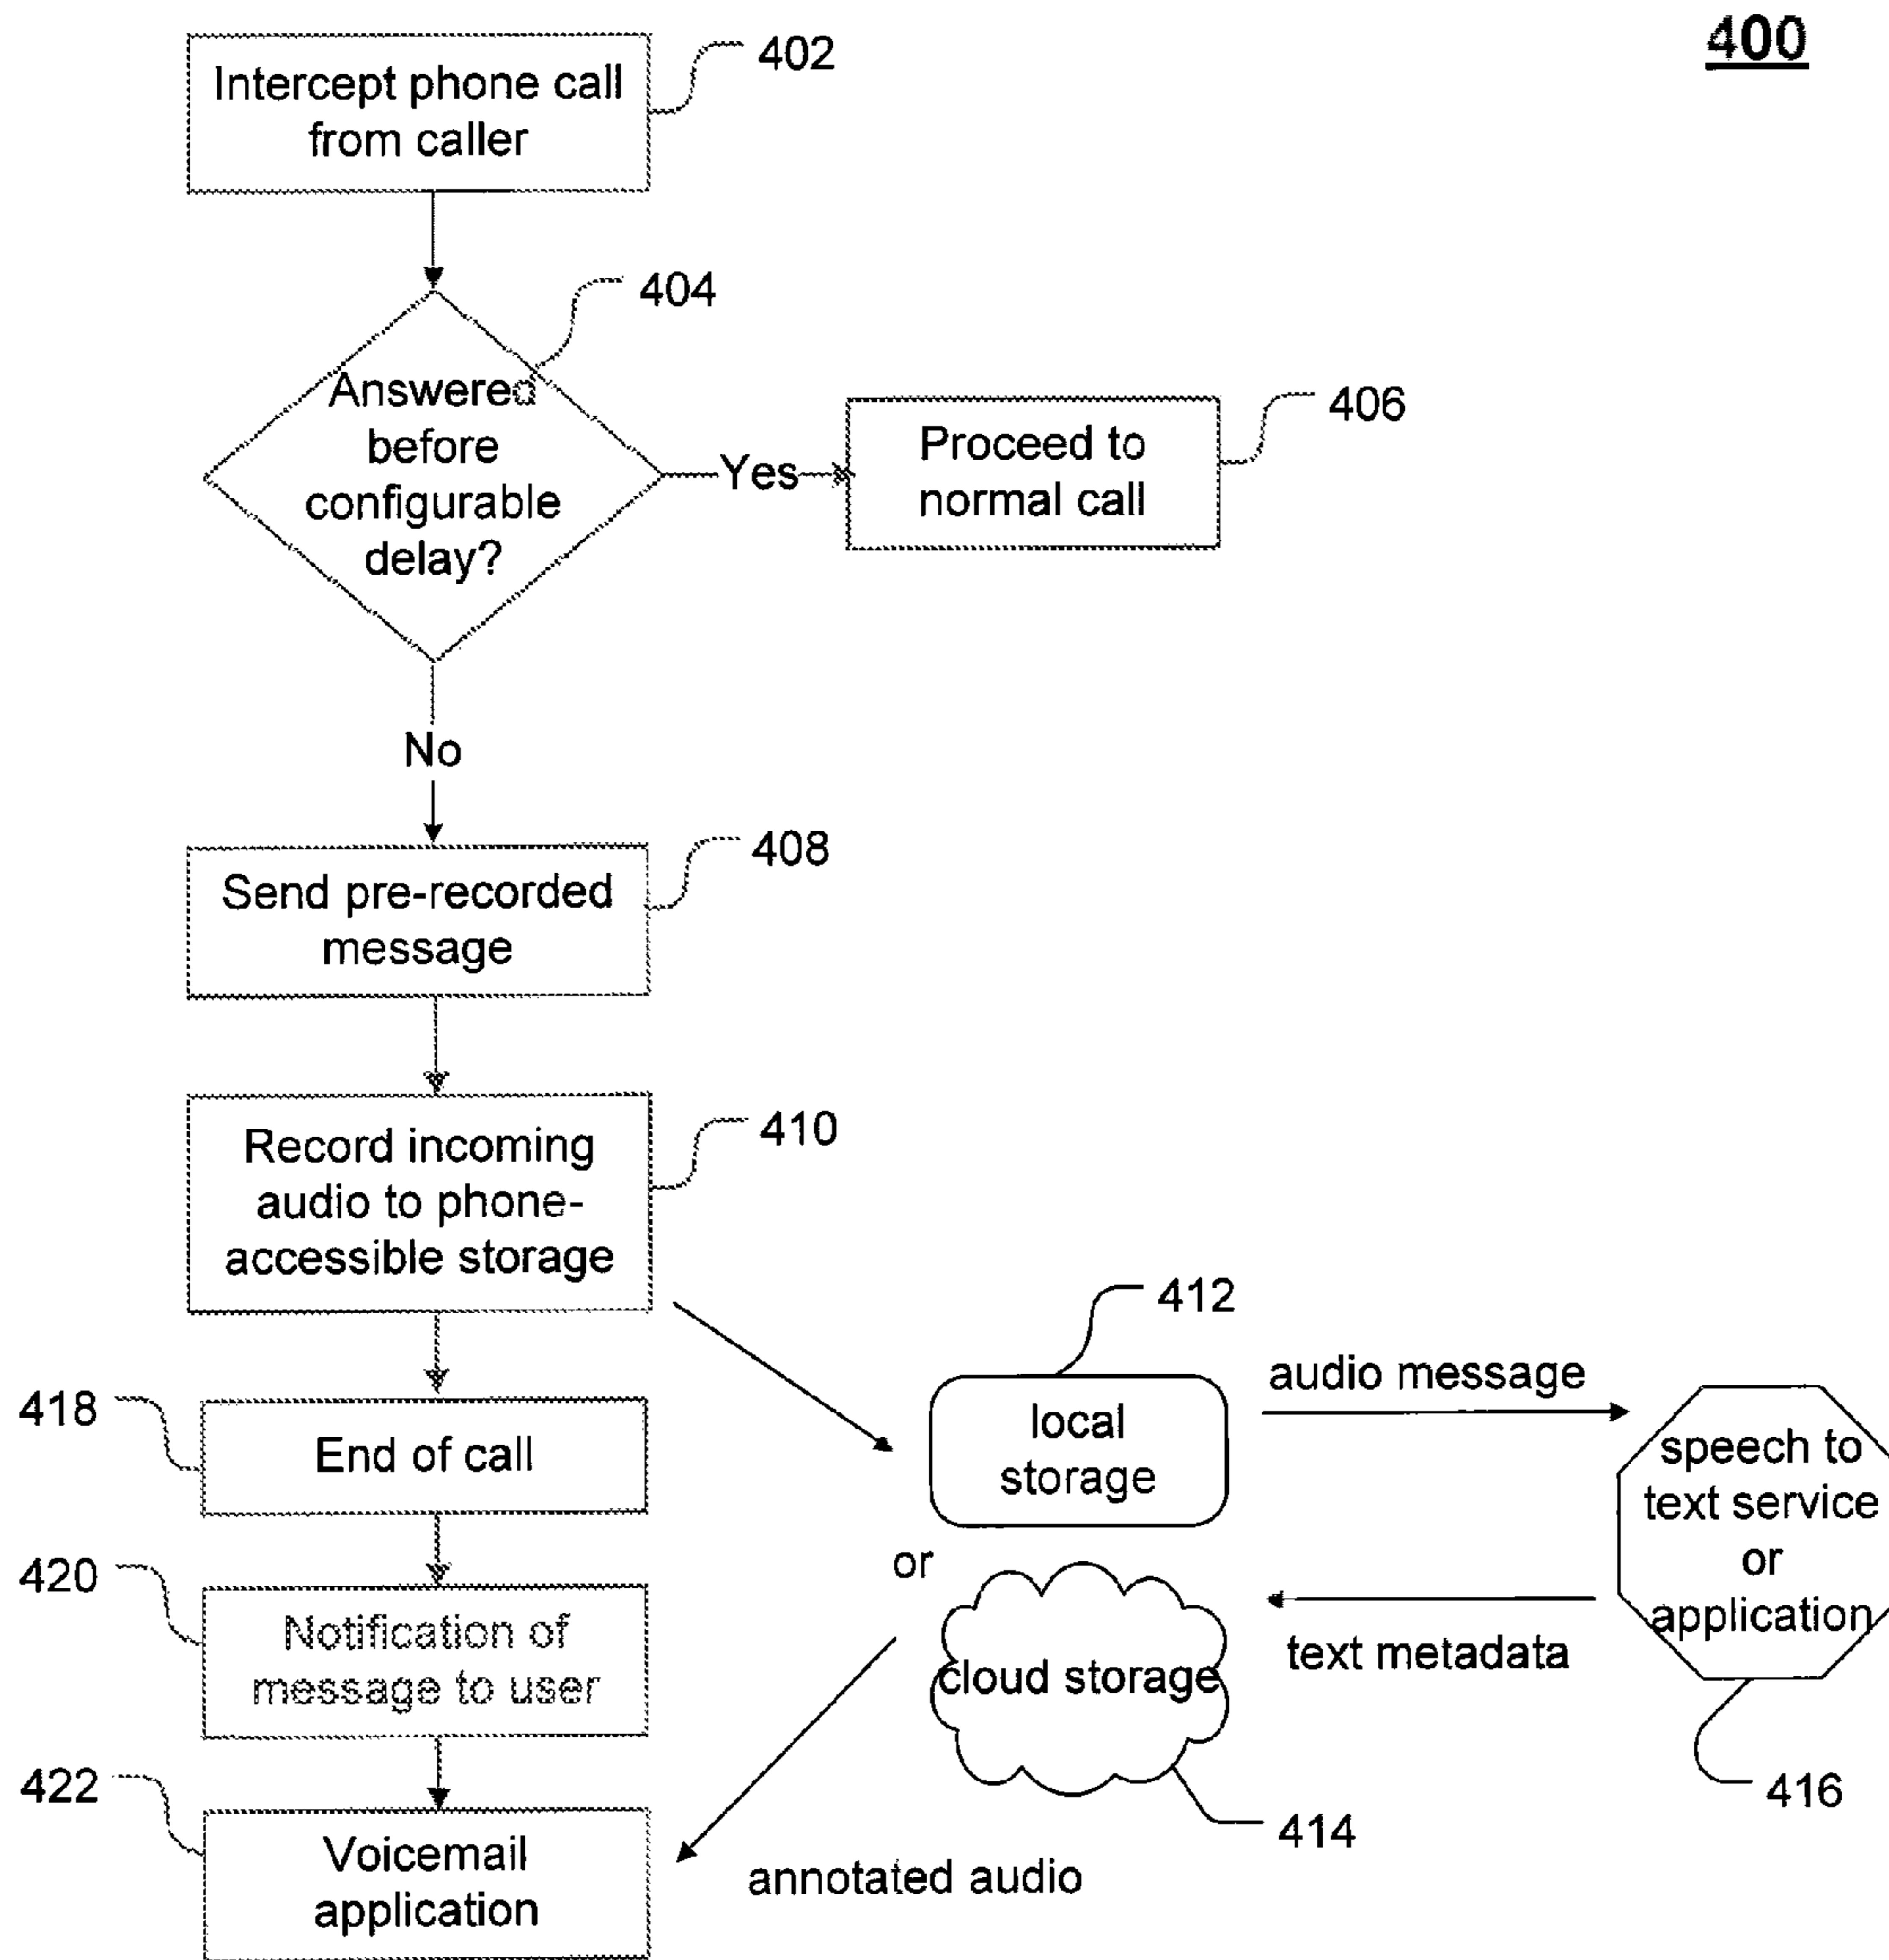 400
402
Intercept phone call
from caller
404
Answered
before
configurable
delay?
Yes
406
Proceed to
normal call
No
408
Send pre-recorded
message
410
Record incoming
audio to phone-
accessible storage
412
local
storage
audio message
speech to
text service
or
application
418
End of call
or
420
Notification of
message to user
cloud storage
text metadata
416
422
Voicemail
application
414
annotated audio